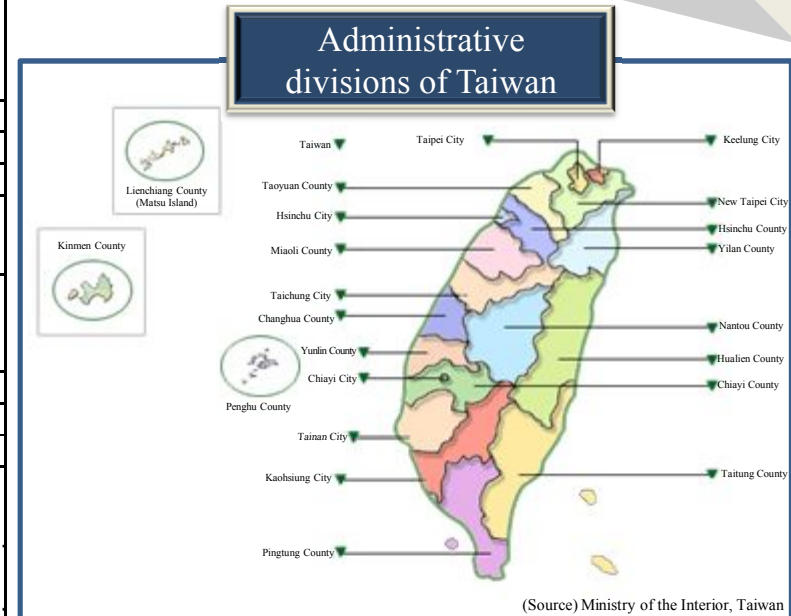 Administrative
divisions of Taiwan
Lienchiang County
(Matsu Island)
Kinmen County
Penghu County
Taiwan
Taipei City
Keelung City
Taoyuan County
New Taipei City
Hsinchu City
Hsinchu County
Miaoli County
Yilan County
Taichung City
Changhua County
Nantou County
Yunlin County
Hualien County
Chiayi City
Chiayi County
Tainan City
Kaohsiung City
Taitung County
Pingtung County
(Source) Ministry of the Interior, Taiwan